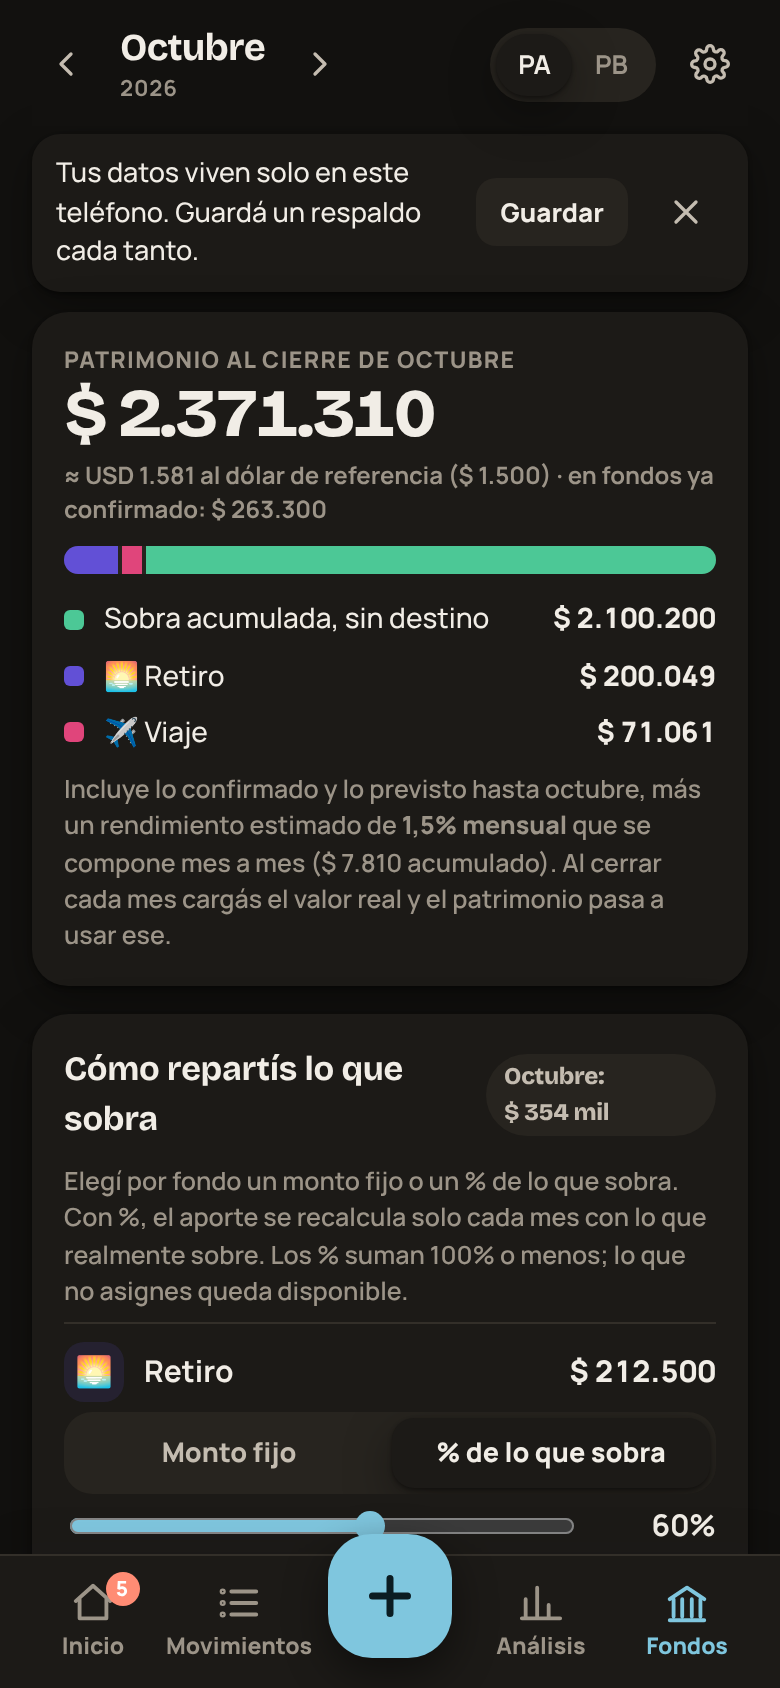 Octubre
2026
PA
PB
Tus datos viven solo en este
teléfono. Guardá un respaldo
cada tanto.
Guardar
PATRIMONIO AL CIERRE DE OCTUBRE
$ 2.371.310
≈ USD 1.581 al dólar de referencia ($ 1.500) · en fondos ya
confirmado: $ 263.300
Sobra acumulada, sin destino $ 2.100.200
Retiro $ 200.049
Viaje $ 71.061
Incluye lo confirmado y lo previsto hasta octubre, más
un rendimiento estimado de 1,5% mensual que se
compone mes a mes ($ 7.810 acumulado). Al cerrar
cada mes cargás el valor real y el patrimonio pasa a
usar ese.
Cómo repartís lo que
sobra
Octubre:
$ 354 mil
Elegí por fondo un monto fijo o un % de lo que sobra.
Con %, el aporte se recalcula solo cada mes con lo que
realmente sobre. Los % suman 100% o menos; lo que
no asignes queda disponible.
Retiro $ 212.500
Monto fijo % de lo que sobra
60%
5
Inicio Movimientos Análisis Fondos